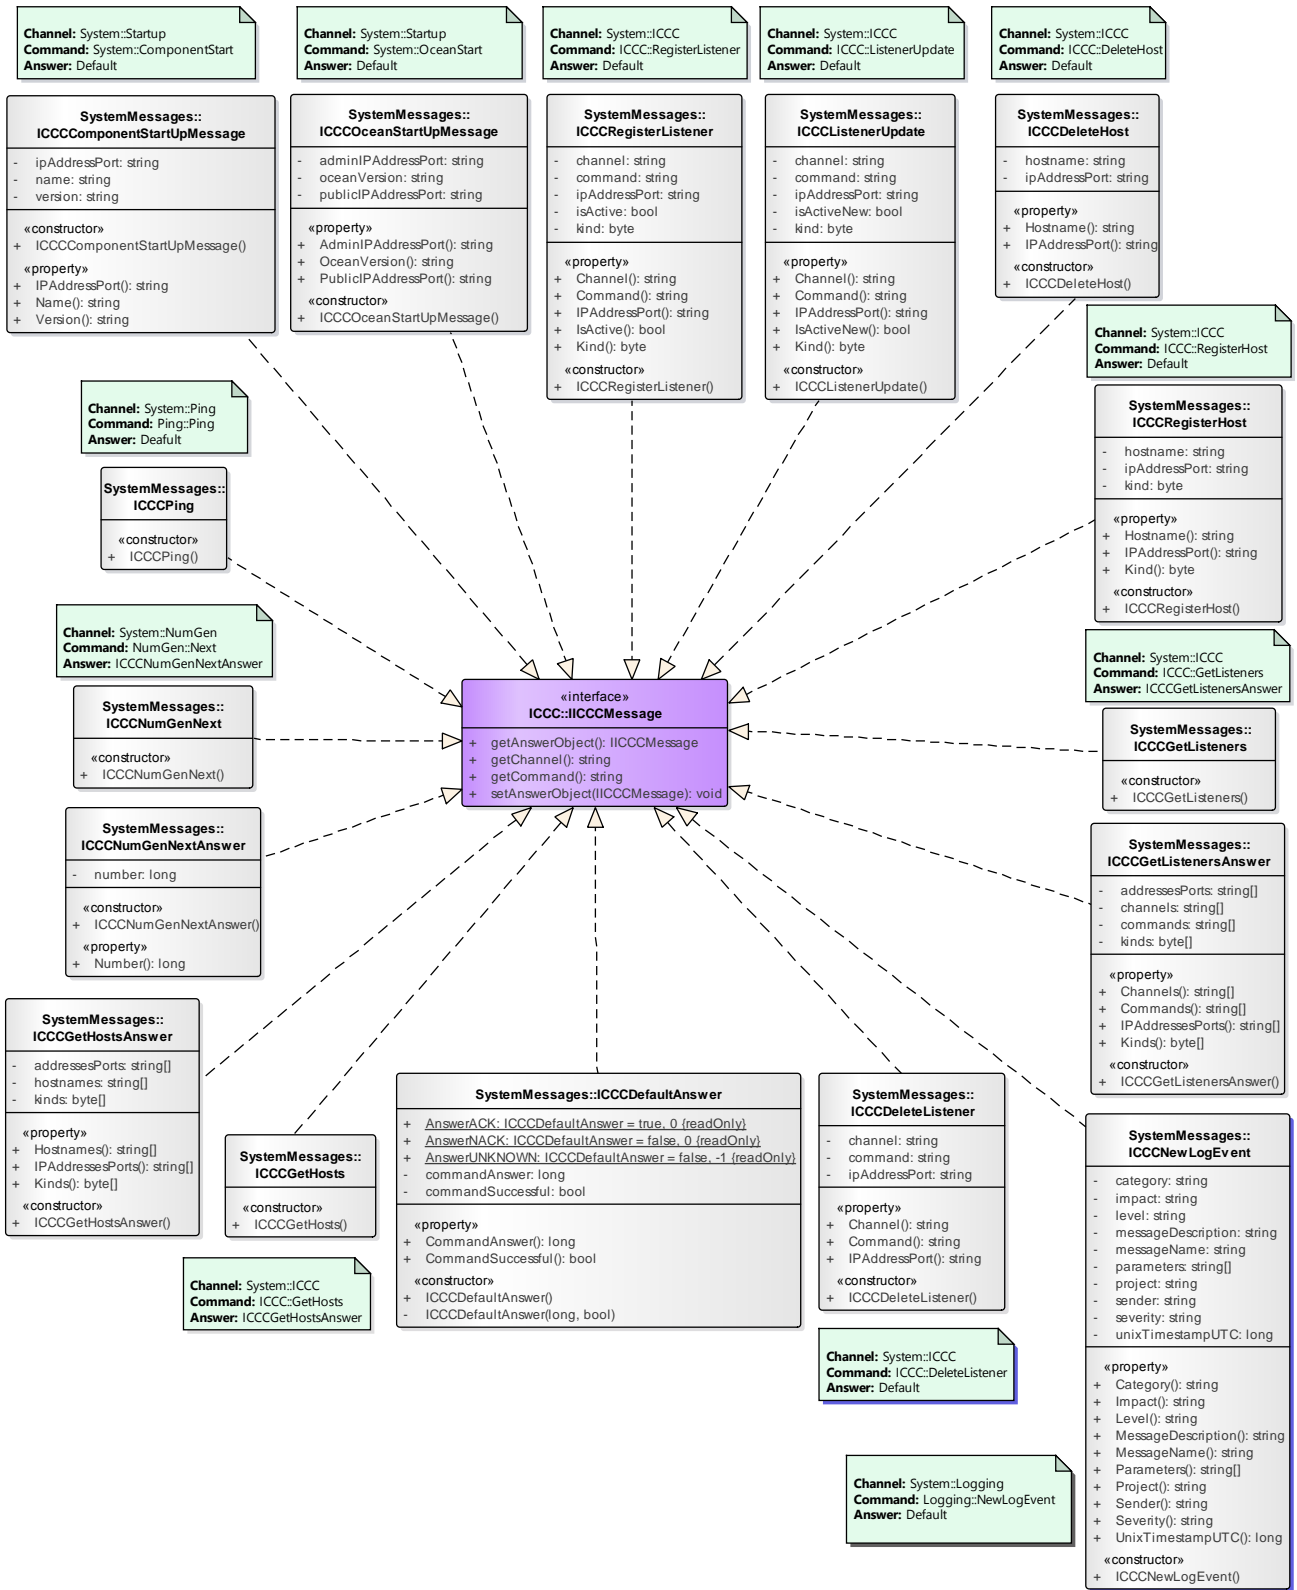 Channel: System::Startup
Command: System::ComponentStart
Answer: Default
SystemMessages::
ICCCComponentStartUpMessage
- ipAddressPort: string
- name: string
- version: string
«constructor»
+ ICCCComponentStartUpMessage()
«property»
+ IPAddressPort(): string
+ Name(): string
+ Version(): string
Channel: System::Startup
Command: System::OceanStart
Answer: Default
SystemMessages::
ICCCOceanStartUpMessage
- adminIPAddressPort: string
- oceanVersion: string
- publicIPAddressPort: string
«property»
+ AdminIPAddressPort(): string
+ OceanVersion(): string
+ PublicIPAddressPort(): string
«constructor»
+ ICCCOceanStartUpMessage()
Channel: System::ICCC
Command: ICCC::RegisterListener
Answer: Default
SystemMessages::
ICCCRegisterListener
- channel: string
- command: string
- ipAddressPort: string
- isActive: bool
- kind: byte
«property»
+ Channel(): string
+ Command(): string
+ IPAddressPort(): string
+ IsActive(): bool
+ Kind(): byte
«constructor»
+ ICCCRegisterListener()
Channel: System::ICCC
Command: ICCC::ListenerUpdate
Answer: Default
SystemMessages::
ICCCListenerUpdate
- channel: string
- command: string
- ipAddressPort: string
- isActiveNew: bool
- kind: byte
«property»
+ Channel(): string
+ Command(): string
+ IPAddressPort(): string
+ IsActiveNew(): bool
+ Kind(): byte
«constructor»
+ ICCCListenerUpdate()
Channel: System::ICCC
Command: ICCC::DeleteHost
Answer: Default
SystemMessages::
ICCCDeleteHost
- hostname: string
- ipAddressPort: string
«property»
+ Hostname(): string
+ IPAddressPort(): string
«constructor»
+ ICCCDeleteHost()
Channel: System::ICCC
Command: ICCC::RegisterHost
Answer: Default
SystemMessages::
ICCCRegisterHost
- hostname: string
- ipAddressPort: string
- kind: byte
«property»
+ Hostname(): string
+ IPAddressPort(): string
+ Kind(): byte
«constructor»
+ ICCCRegisterHost()
Channel: System::Ping
Command: Ping::Ping
Answer: Deafult
SystemMessages::
ICCCPing
«constructor»
+ ICCCPing()
Channel: System::NumGen
Command: NumGen::Next
Answer: ICCCNumGenNextAnswer
SystemMessages::
ICCCNumGenNext
«constructor»
+ ICCCNumGenNext()
«interface»
ICCC::IICCCMessage
+ getAnswerObject(): IICCCMessage
+ getChannel(): string
+ getCommand(): string
+ setAnswerObject(IICCCMessage): void
Channel: System::ICCC
Command: ICCC::GetListeners
Answer: ICCCGetListenersAnswer
SystemMessages::
ICCCGetListeners
«constructor»
+ ICCCGetListeners()
SystemMessages::
ICCCNumGenNextAnswer
- number: long
«constructor»
+ ICCCNumGenNextAnswer()
«property»
+ Number(): long
SystemMessages::
ICCCGetListenersAnswer
- addressesPorts: string[]
- channels: string[]
- commands: string[]
- kinds: byte[]
«property»
+ Channels(): string[]
+ Commands(): string[]
+ IPAddressesPorts(): string[]
+ Kinds(): byte[]
«constructor»
+ ICCCGetListenersAnswer()
SystemMessages::
ICCCGetHostsAnswer
- addressesPorts: string[]
- hostnames: string[]
- kinds: byte[]
«property»
+ Hostnames(): string[]
+ IPAddressesPorts(): string[]
+ Kinds(): byte[]
«constructor»
+ ICCCGetHostsAnswer()
SystemMessages::
ICCCGetHosts
«constructor»
+ ICCCGetHosts()
Channel: System::ICCC
Command: ICCC::GetHosts
Answer: ICCCGetHostsAnswer
SystemMessages::ICCCDefaultAnswer
+ AnswerACK: ICCCDefaultAnswer = true, 0 {readOnly}
+ AnswerNACK: ICCCDefaultAnswer = false, 0 {readOnly}
+ AnswerUNKNOWN: ICCCDefaultAnswer = false, -1 {readOnly}
- commandAnswer: long
- commandSuccessful: bool
«property»
+ CommandAnswer(): long
+ CommandSuccessful(): bool
«constructor»
+ ICCCDefaultAnswer()
- ICCCDefaultAnswer(long, bool)
SystemMessages::
ICCCDeleteListener
- channel: string
- command: string
- ipAddressPort: string
«property»
+ Channel(): string
+ Command(): string
+ IPAddressPort(): string
«constructor»
+ ICCCDeleteListener()
Channel: System::ICCC
Command: ICCC::DeleteListener
Answer: Default
SystemMessages::
ICCCNewLogEvent
- category: string
- impact: string
- level: string
- messageDescription: string
- messageName: string
- parameters: string[]
- project: string
- sender: string
- severity: string
- unixTimestampUTC: long
«property»
+ Category(): string
+ Impact(): string
+ Level(): string
+ MessageDescription(): string
+ MessageName(): string
+ Parameters(): string[]
+ Project(): string
+ Sender(): string
+ Severity(): string
+ UnixTimestampUTC(): long
«constructor»
+ ICCCNewLogEvent()
Channel: System::Logging
Command: Logging::NewLogEvent
Answer: Default